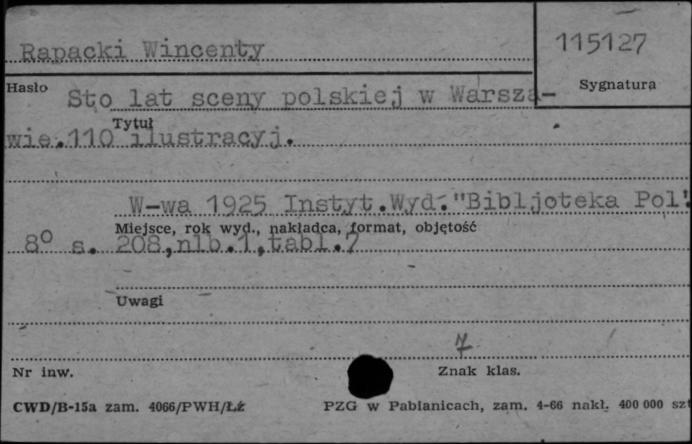 Rapacki Wincenty
115127
Hasło
Sygnatura
Sto lat sceny polskiej w Warsza-
Tytuł
wie.110 ilustracyj.
W-wa 1925 Instyt.Wyd."Bibljoteka Pol"
Miejsce, rok wyd., nakładca, format, objętość
8° s. 208,nlb.1,tabl.7
Uwagi
7
Nr inw.
Znak klas.
CWD/B-15a zam. 4066/PWH/Łź
PZG w Pabianicach, zam. 4-66 nakł. 400 000 szt